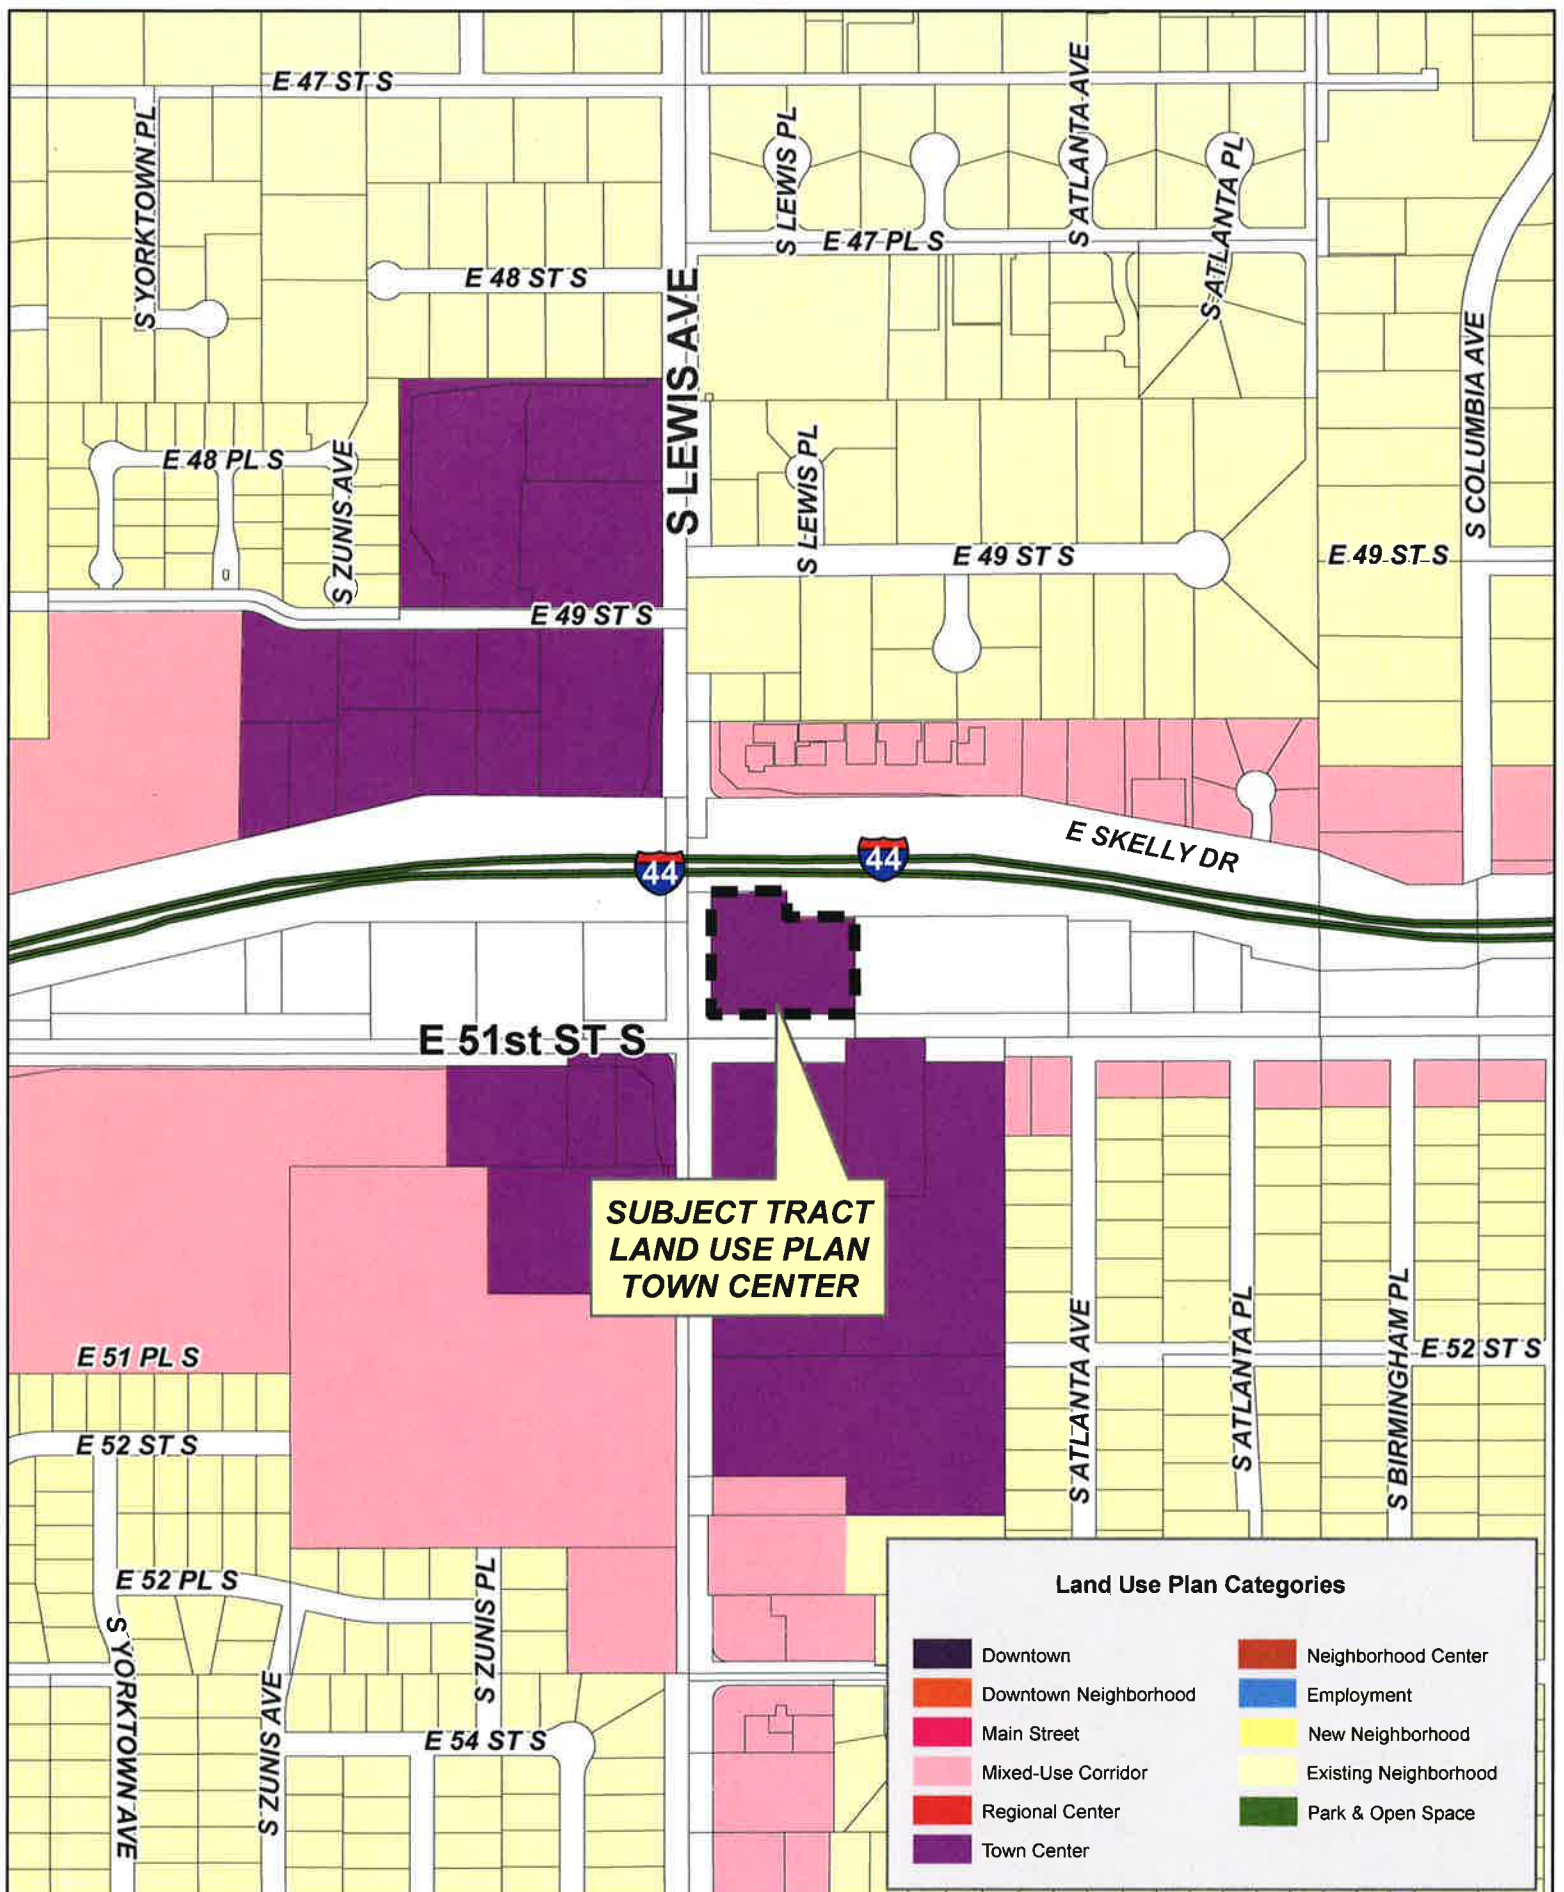 E 47 ST S
S YORKTOWN PL
S LEWIS PL
S ATLANTA AVE
S ATLANTA PL
E 47 PL S
E 48 ST S
S LEWIS AVE
S COLUMBIA AVE
E 48 PL S
S ZUNIS AVE
S LEWIS PL
E 49 ST S
E 49 ST S
E 49 ST S
E SKELLY DR
44
44
E 51st ST S
SUBJECT TRACT
LAND USE PLAN
TOWN CENTER
E 51 PL S
E 52 ST S
S ATLANTA AVE
S ATLANTA PL
S BIRMINGHAM PL
E 52 ST S
E 52 PL S
S ZUNIS PL
S YORKTOWN AVE
S ZUNIS AVE
E 54 ST S
Land Use Plan Categories
Downtown
Downtown Neighborhood
Main Street
Mixed-Use Corridor
Regional Center
Town Center
Neighborhood Center
Employment
New Neighborhood
Existing Neighborhood
Park & Open Space